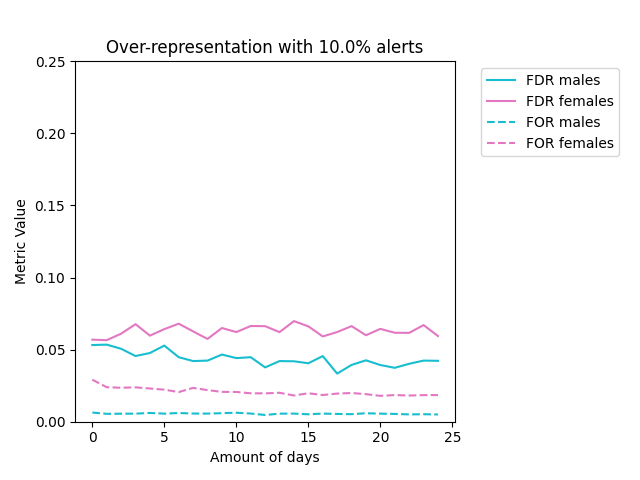 Over-representation with 10.0% alerts
0.25
0.20
0.15
0.10
0.05
0.00
Metric Value
0 5 10 15 20 25
Amount of days
FDR males
FDR females
FOR males
FOR females